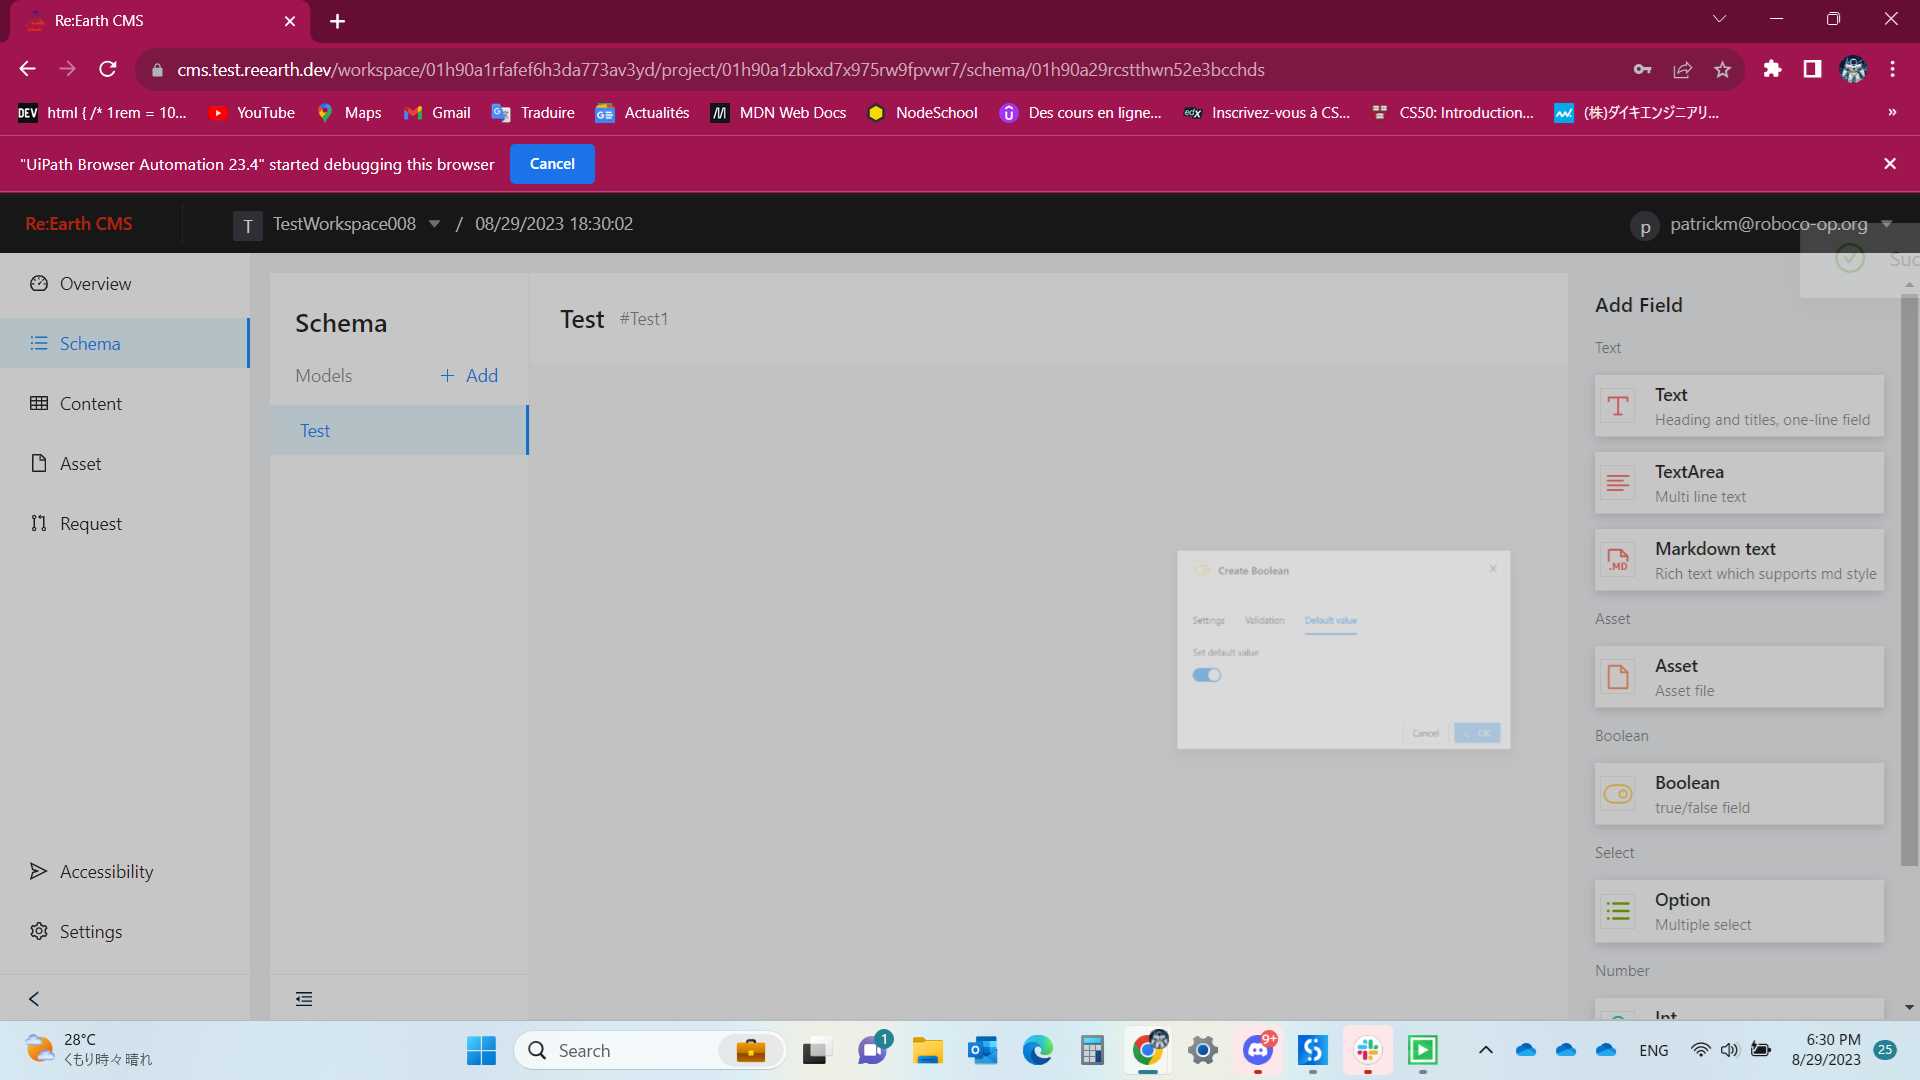 Re:Earth CMS
cms.test.reearth.dev/workspace/01h90a1rfafef6h3da773av3yd/project/01h90a1zbkxd7x975rw9fpvwr7/schema/01h90a29rcstthwn52e3bcchds
DEV html { /* 1rem = 10... YouTube Maps Gmail Traduire Actualités MDN Web Docs NodeSchool Des cours en ligne... edX Inscrivez-vous à CS... CS50: Introduction... (株)ダイキエンジニアリ... »
"UiPath Browser Automation 23.4" started debugging this browser Cancel
Re:Earth CMS T TestWorkspace008 / 08/29/2023 18:30:02 p patrickm@roboco-op.org
Suc
Overview
Schema
Content
Asset
Request
Accessibility
Settings
Schema
Models + Add
Test
Test #Test1
Create Boolean
Settings Validation Default value
Set default value
Cancel OK
Add Field
Text
Text
Heading and titles, one-line field
TextArea
Multi line text
Markdown text
Rich text which supports md style
Asset
Asset
Asset file
Boolean
Boolean
true/false field
Select
Option
Multiple select
Number
Int
28°C
くもり時々晴れ
Search
1
9+
ENG
6:30 PM
8/29/2023
25